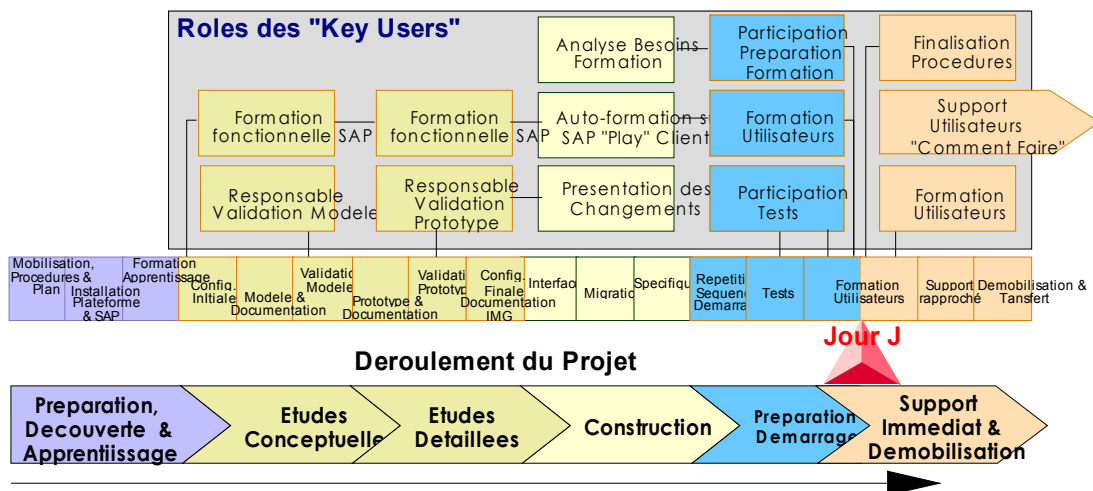 Roles des "Key Users"
Analyse Besoins
Formation
Participation
Preparation
Formation
Finalisation
Procedures
Formation
fonctionnelle SAP
Formation
fonctionnelle SAP
Auto-formation s
SAP "Play" Client
Formation
Utilisateurs
Support
Utilisateurs
"Comment Faire"
Responsable
Validation Modele
Responsable
Validation
Prototype
Presentation des
Changements
Participation
Tests
Formation
Utilisateurs
Mobilisation,
Procedures &
Plan
Installation
Plateforme
& SAP
Formation
Apprentissage
Config.
INitiale
Modele &
Documentation
Validatio
Modele
Prototype &
Documentation
Validati
Prototyp
Config.
Finale
Documentation
IMG
Interfac
Migratio
Specifiqu
Repetiti
Sequen
Demarra
Tests
Formation
Utilisateurs
Support
rapproché
Demobilisation &
Tansfert
Jour J
Deroulement du Projet
Preparation,
Decouverte &
Apprentiissage
Etudes
Conceptuelle
Etudes
Detaillees
Construction
Preparation
Demarrage
Support
Immediat &
Demobilisation